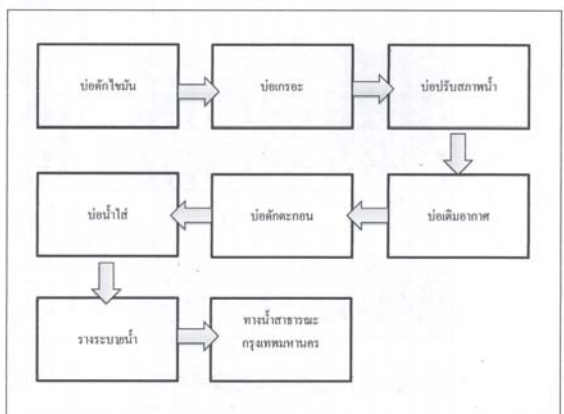 บ่อดักไขมัน
บ่อเกรอะ
บ่อปรับสภาพน้ำ
บ่อเติมอากาศ
บ่อดักตะกอน
บ่อน้ำใส่
รางระบายน้ำ
ทางน้ำสาธารณะ
กรุงเทพมหานคร